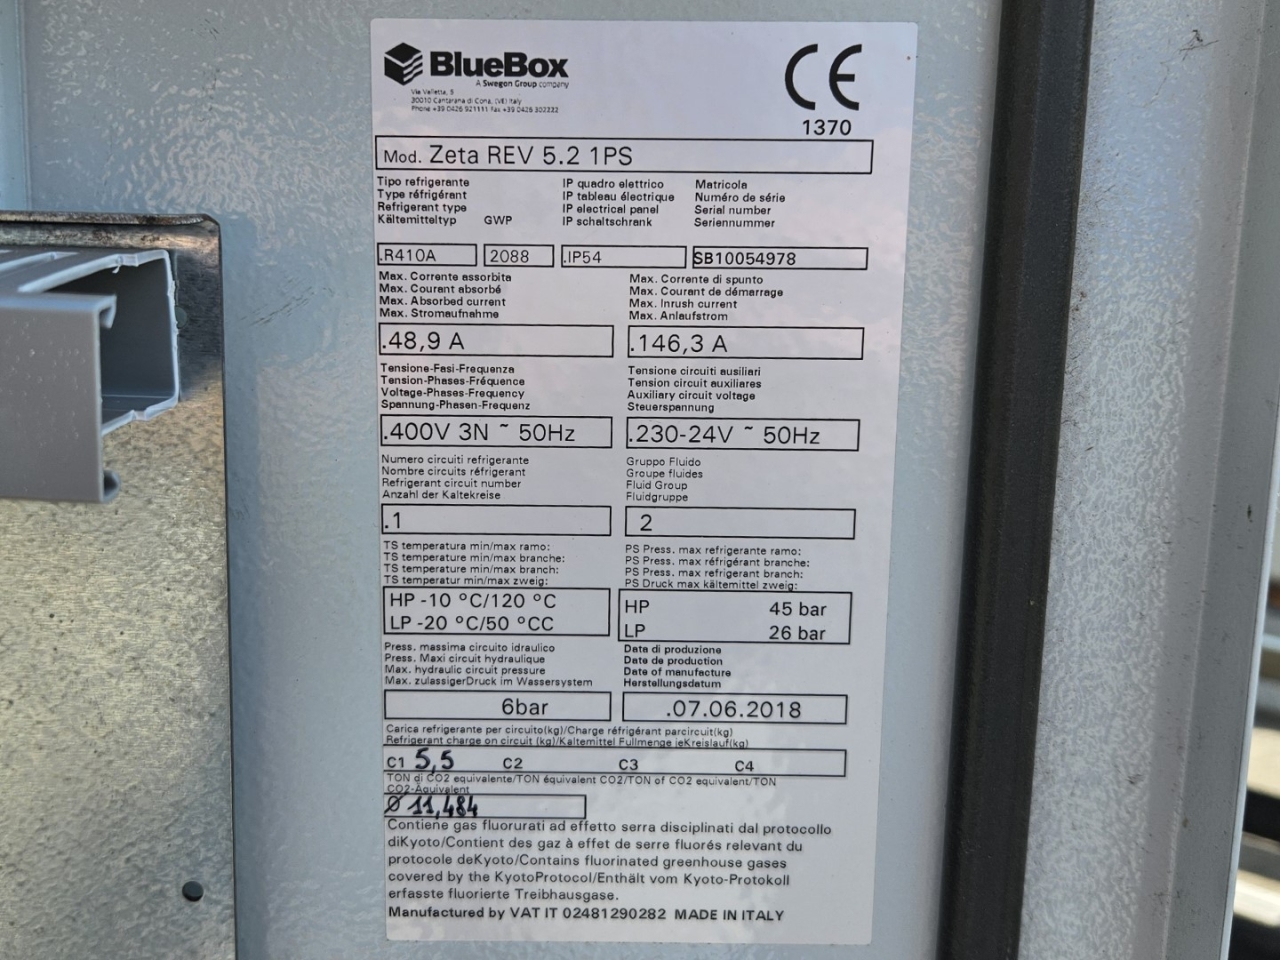 BlueBox
A Swegon Group company
Via Valletta, 5
30010 Cantarana di Cona, (VE) Italy
Phone +39 0426 921111 Fax +39 0426 302222
CE
1370
Mod. Zeta REV 5.2 1PS
Tipo refrigerante
Type réfrigérant
Refrigerant type
Kältemitteltyp GWP
IP quadro elettrico
IP tableau électrique
IP electrical panel
IP schaltschrank
Matricola
Numéro de série
Serial number
Seriennummer
.R410A 2088 .IP54 SB10054978
Max. Corrente assorbita
Max. Courant absorbé
Max. Absorbed current
Max. Stromaufnahme
Max. Corrente di spunto
Max. Courant de démarrage
Max. Inrush current
Max. Anlaufstrom
.48,9 A .146,3 A
Tensione-Fasi-Frequenza
Tension-Phases-Fréquence
Voltage-Phases-Frequency
Spannung-Phasen-Frequenz
Tensione circuiti ausiliari
Tension circuit auxiliares
Auxiliary circuit voltage
Steuerspannung
.400V 3N ~ 50Hz .230-24V ~ 50Hz
Numero circuiti refrigerante
Nombre circuits réfrigérant
Refrigerant circuit number
Anzahl der Kaltekreise
Gruppo Fluido
Groupe fluides
Fluid Group
Fluidgruppe
.1 2
TS temperatura min/max ramo:
TS temperature min/max branche:
TS temperature min/max branch:
TS temperatur min/max zweig:
PS Press. max refrigerante ramo:
PS Press. max réfrigérant branche:
PS Press. max refrigerant branch:
PS Druck max kältemittel zweig:
HP -10 °C/120 °C
LP -20 °C/50 °CC
HP 45 bar
LP 26 bar
Press. massima circuito idraulico
Press. Maxi circuit hydraulique
Max. hydraulic circuit pressure
Max. zulassigerDruck im Wassersystem
Data di produzione
Date de production
Date of manufacture
Herstellungsdatum
6bar .07.06.2018
Carica refrigerante per circuito(kg)/Charge réfrigérant parcircuit(kg)
Refrigerant charge on circuit (kg)/Kaltemittel Fullmenge jeKreislauf(kg)
C1 5,5 C2 C3 C4
TON di CO2 equivalente/TON équivalent CO2/TON of CO2 equivalent/TON
CO2-Äquivalent
Ø 11,484
Contiene gas fluorurati ad effetto serra disciplinati dal protocollo
diKyoto/Contient des gaz à effet de serre fluorés relevant du
protocole deKyoto/Contains fluorinated greenhouse gases
covered by the KyotoProtocol/Enthält vom Kyoto-Protokoll
erfasste fluorierte Treibhausgase.
Manufactured by VAT IT 02481290282 MADE IN ITALY